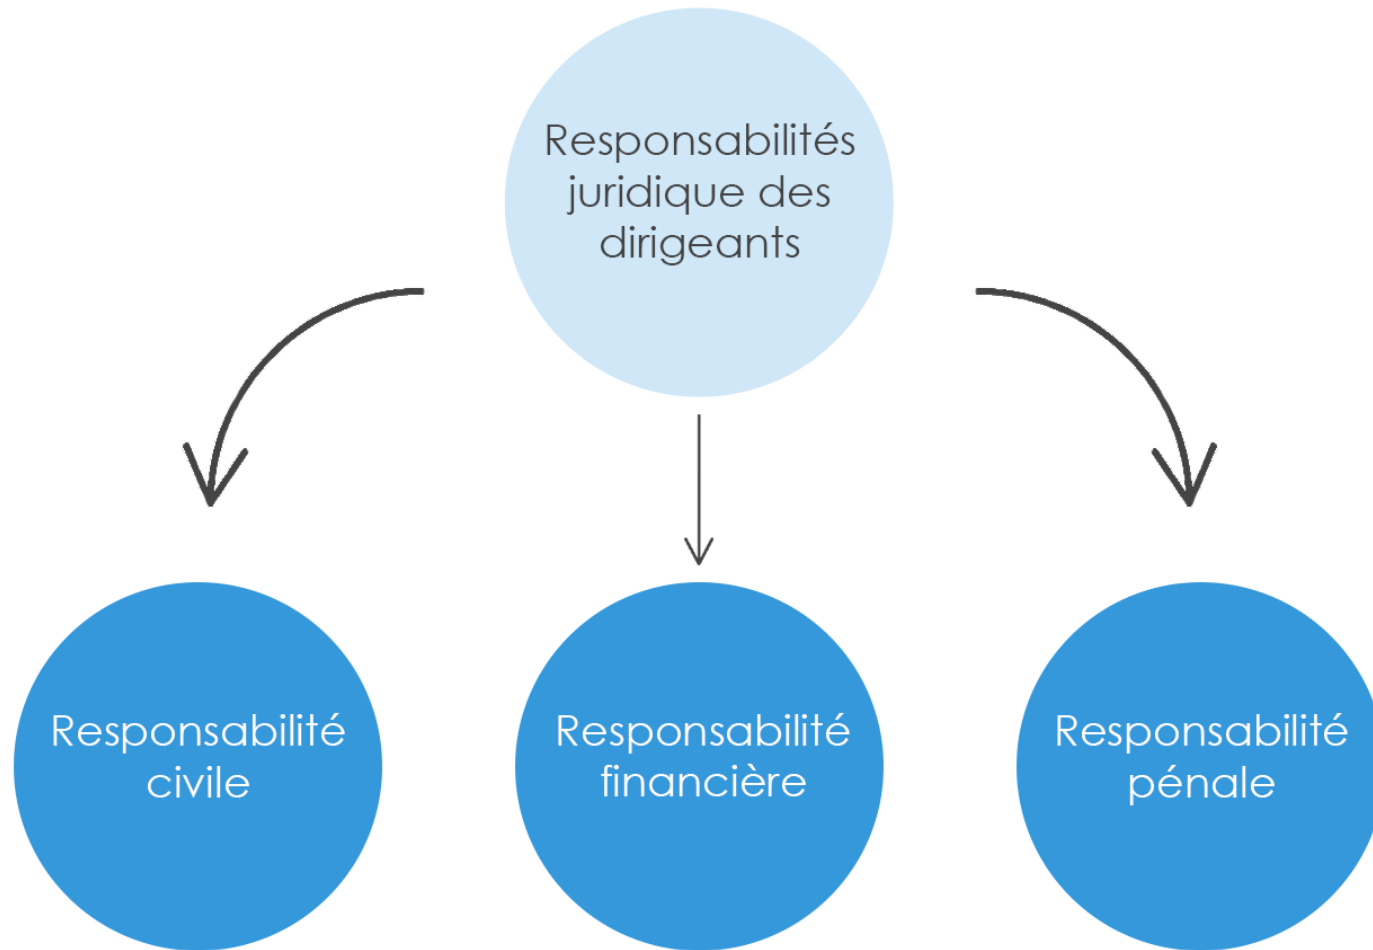 Responsabilités
juridique des
dirigeants
Responsabilité
civile
Responsabilité
financière
Responsabilité
pénale